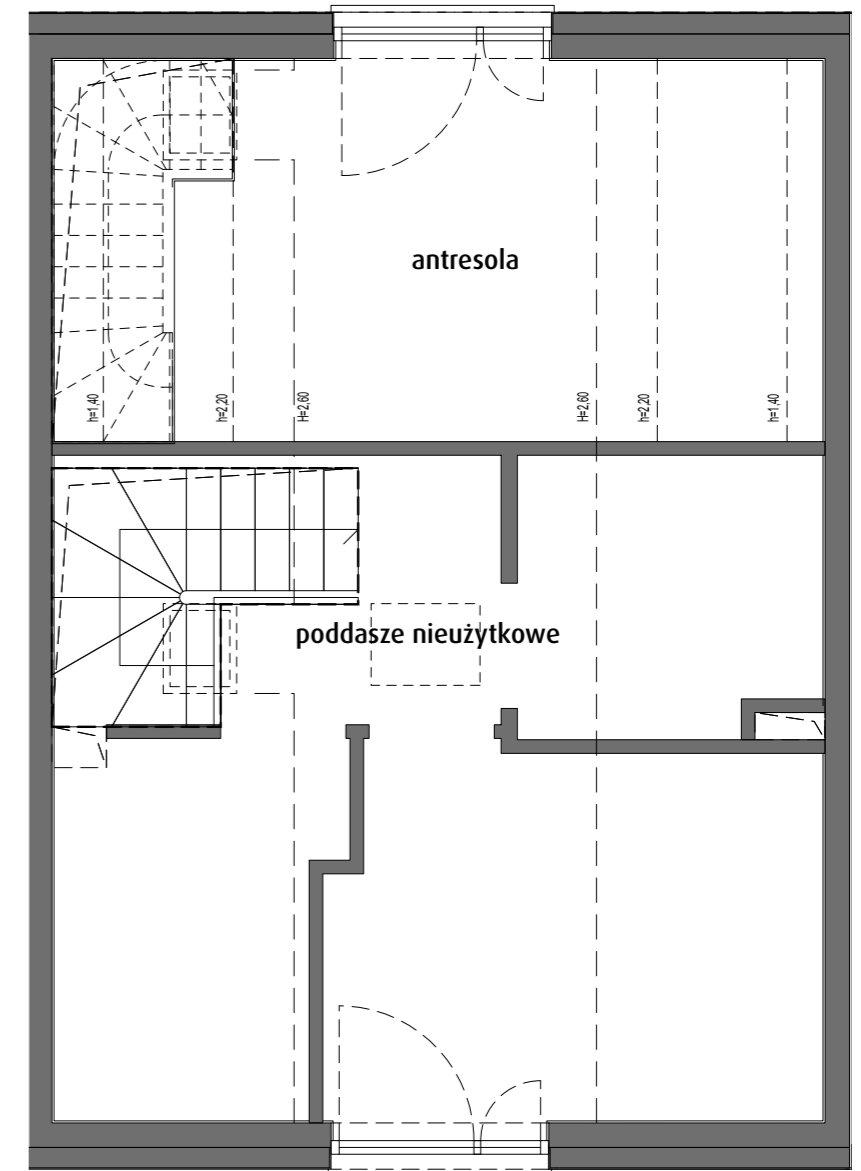 antresola
h=1,40
h=2,20
H=2,60
H=2,60
h=2,20
h=1,40
poddasze nieużytkowe